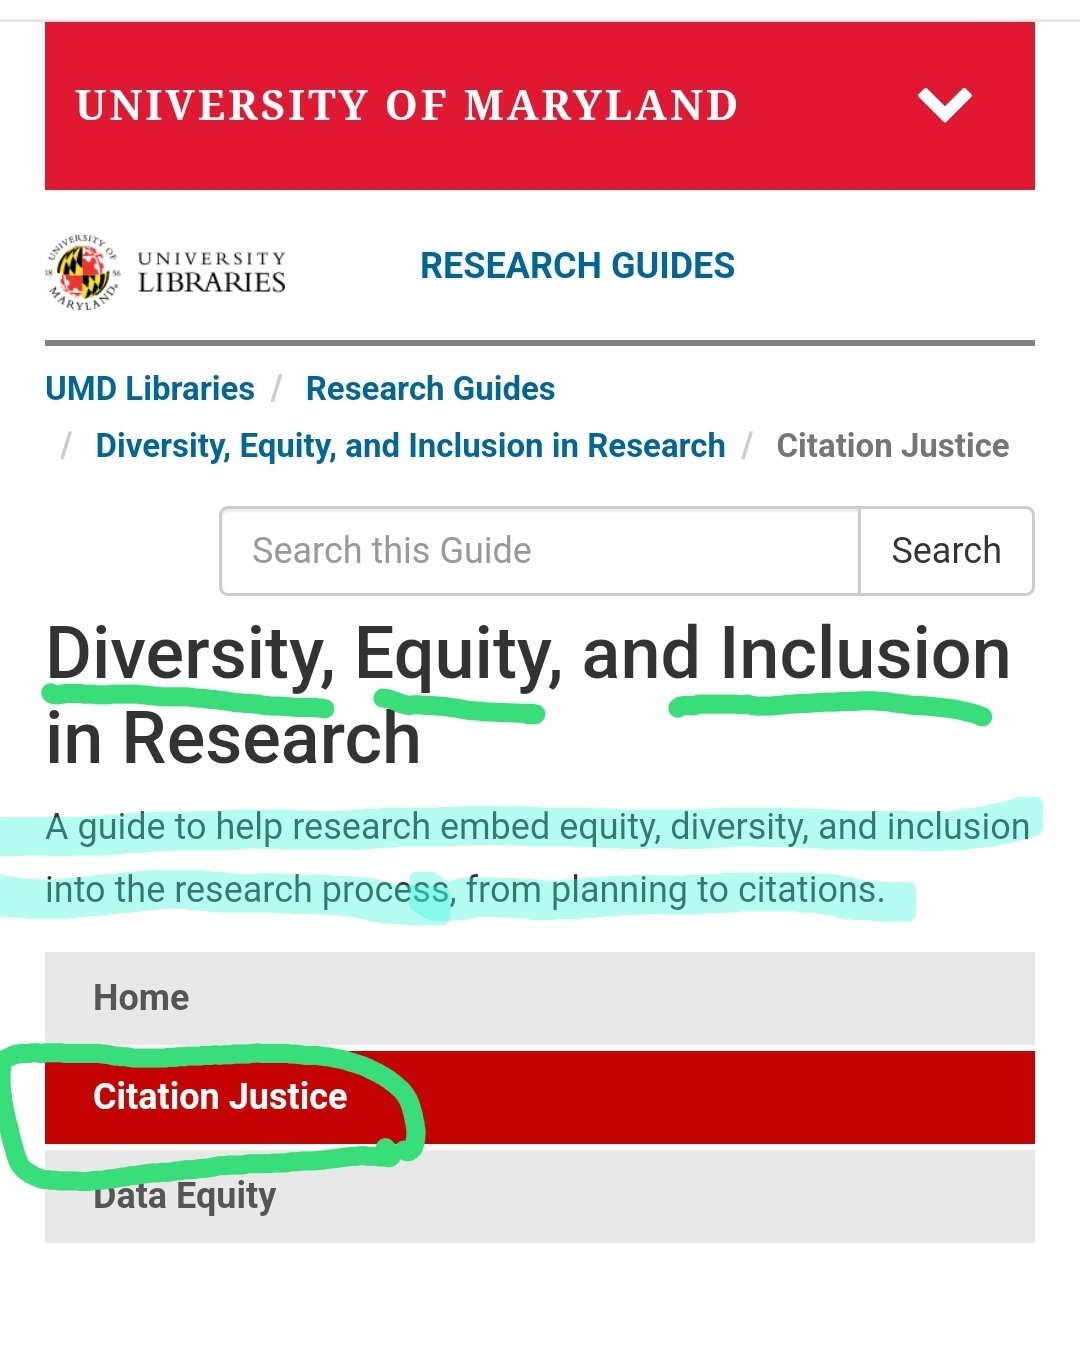 UNIVERSITY OF MARYLAND
UNIVERSITY OF MARYLAND
18 56
UNIVERSITY
LIBRARIES
RESEARCH GUIDES
UMD Libraries / Research Guides
/ Diversity, Equity, and Inclusion in Research / Citation Justice
Search this Guide Search
Diversity, Equity, and Inclusion
in Research
A guide to help research embed equity, diversity, and inclusion
into the research process, from planning to citations.
Home
Citation Justice
Data Equity